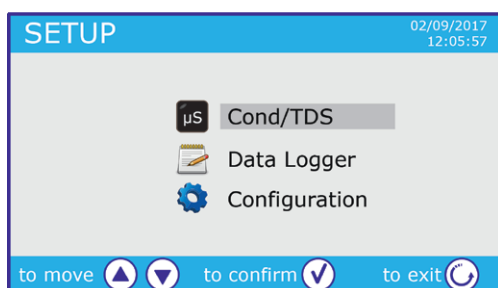 SETUP
02/09/2017
12:05:57
µS Cond/TDS
Data Logger
Configuration
to move to confirm to exit